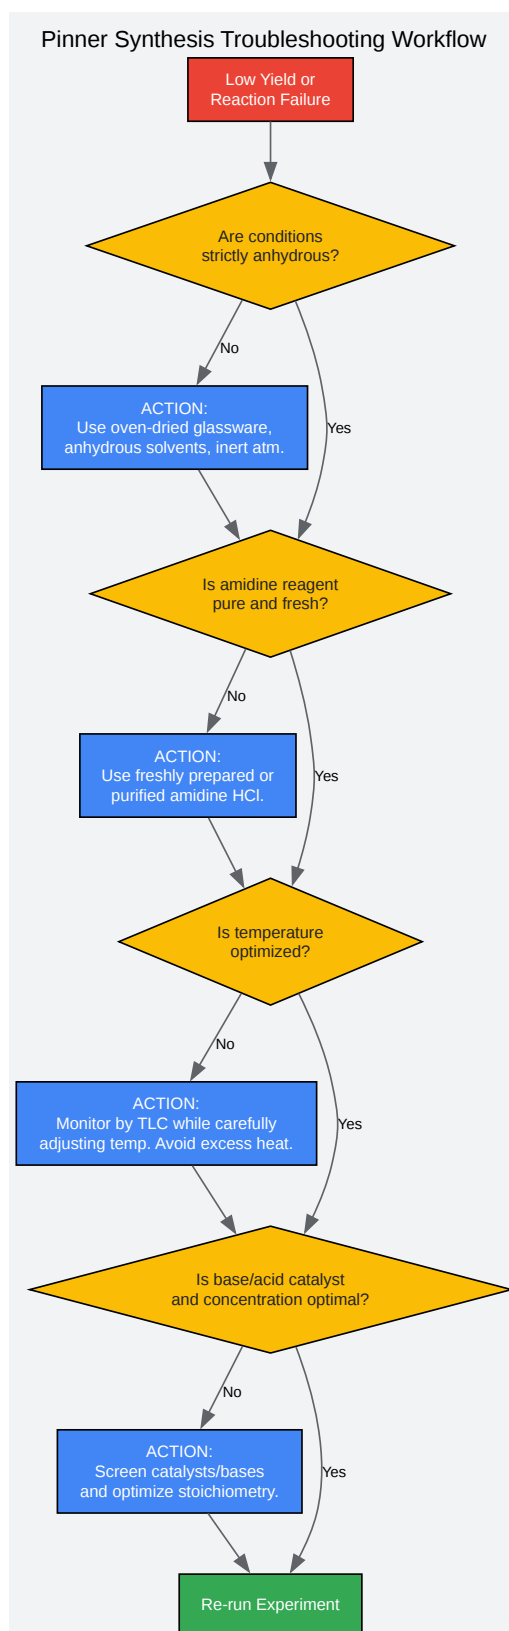 Pinner Synthesis Troubleshooting Workflow
Low Yield or
Reaction Failure
Are conditions
strictly anhydrous?
No
Yes
ACTION:
Use oven-dried glassware,
anhydrous solvents, inert atm.
Is amidine reagent
pure and fresh?
No
Yes
ACTION:
Use freshly prepared or
purified amidine HCl.
Is temperature
optimized?
No
Yes
ACTION:
Monitor by TLC while carefully
adjusting temp. Avoid excess heat.
Is base/acid catalyst
and concentration optimal?
No
Yes
ACTION:
Screen catalysts/bases
and optimize stoichiometry.
Re-run Experiment